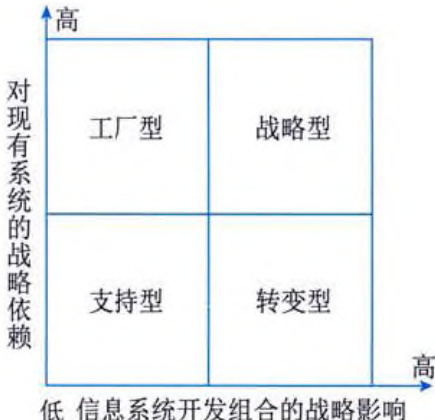 高
对现有系统的战略依赖
工厂型
战略型
支持型
转变型
高
低 信息系统开发组合的战略影响